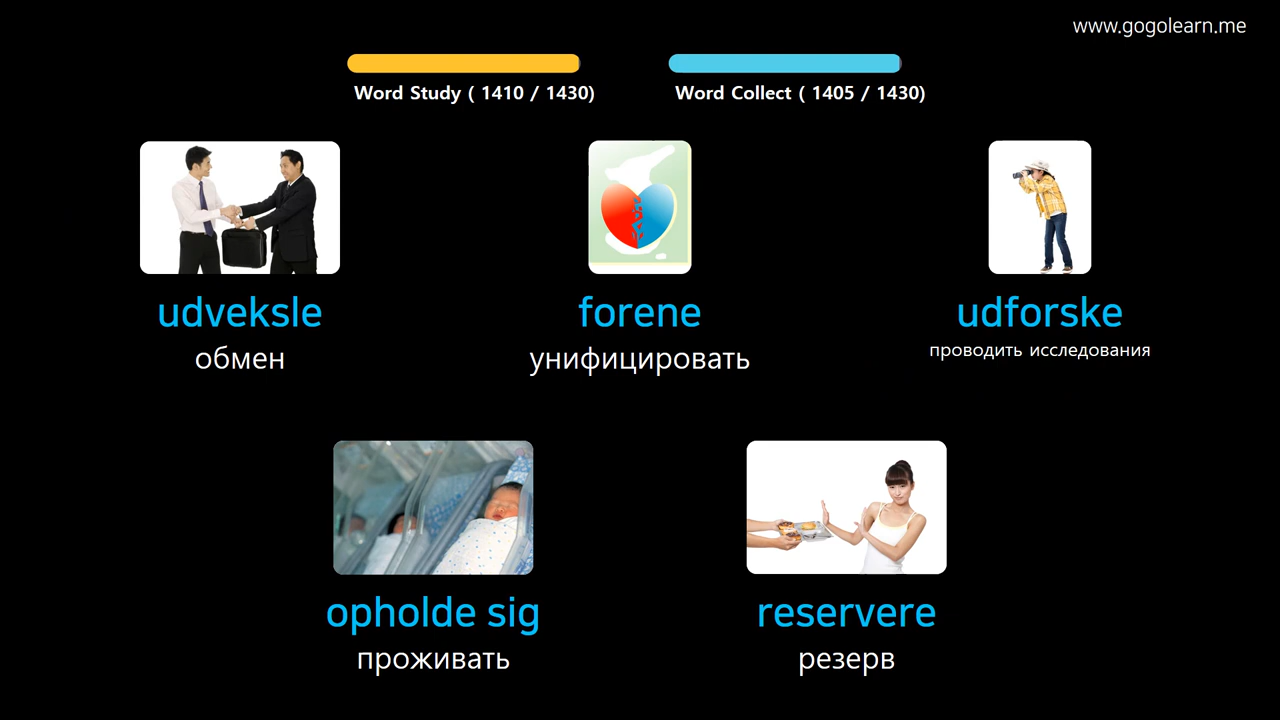 www.gogolearn.me
Word Study ( 1410 / 1430)
Word Collect ( 1405 / 1430)
udveksle
обмен
forene
унифицировать
udforske
проводить исследования
opholde sig
проживать
reservere
резерв